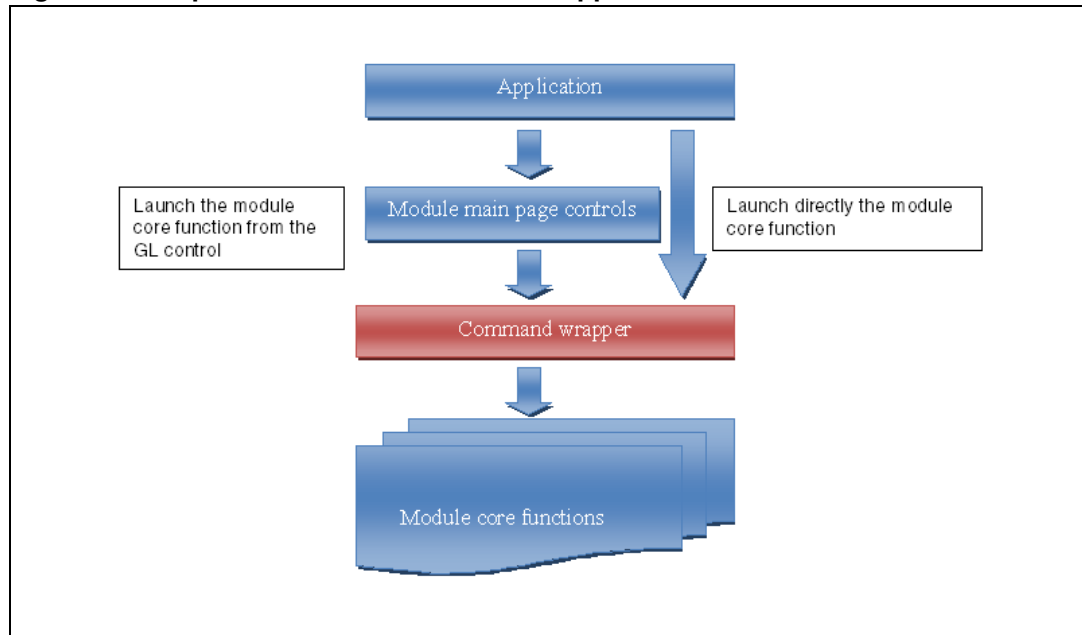 Application
Launch the module
core function from the
GL control
Module main page controls
Launch directly the module
core function
Command wrapper
Module core functions